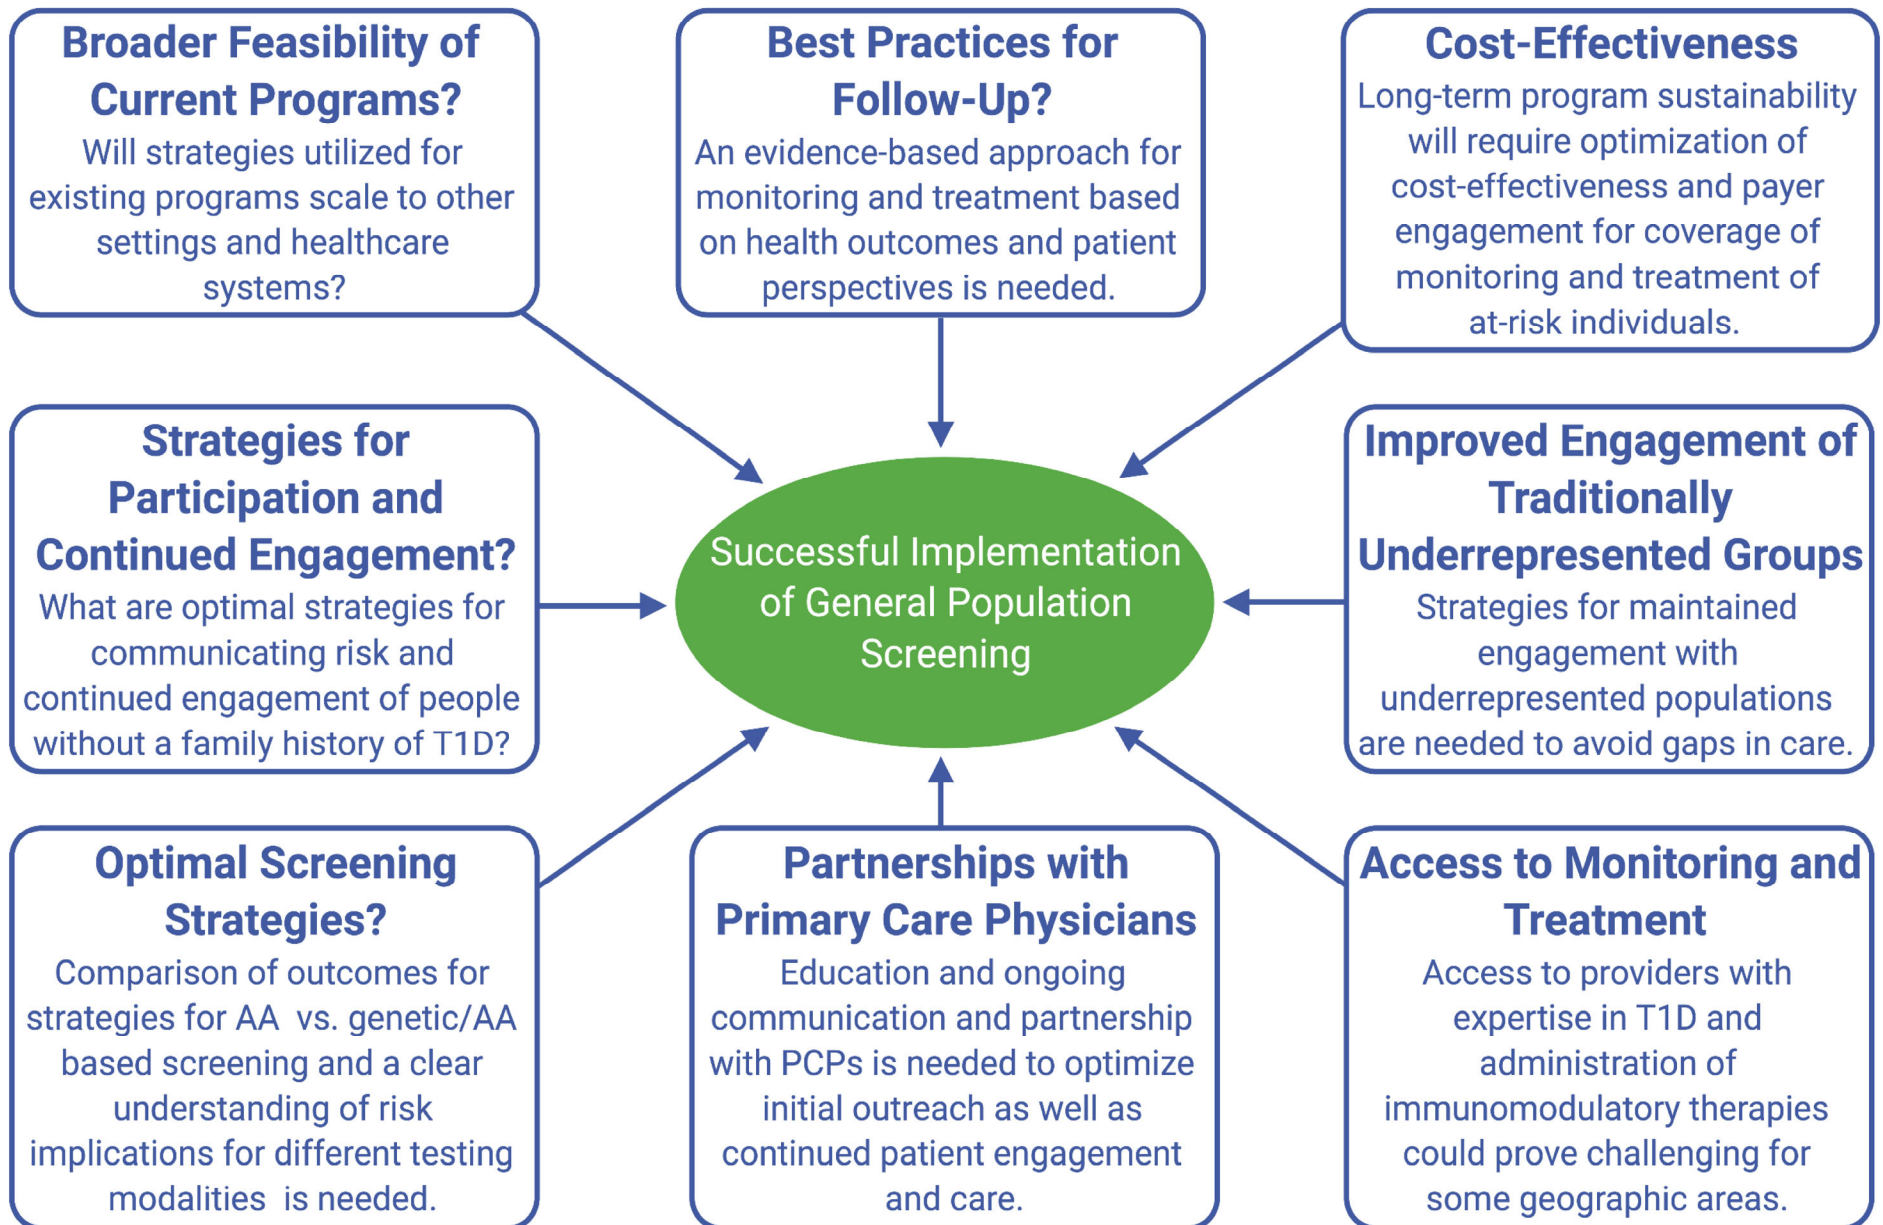 Broader Feasibility of
Current Programs?
Will strategies utilized for
existing programs scale to other
settings and healthcare
systems?
Best Practices for
Follow-Up?
An evidence-based approach for
monitoring and treatment based
on health outcomes and patient
perspectives is needed.
Cost-Effectiveness
Long-term program sustainability
will require optimization of
cost-effectiveness and payer
engagement for coverage of
monitoring and treatment of
at-risk individuals.
Strategies for
Participation and
Continued Engagement?
What are optimal strategies for
communicating risk and
continued engagement of people
without a family history of T1D?
Successful Implementation
of General Population
Screening
Improved Engagement of
Traditionally
Underrepresented Groups
Strategies for maintained
engagement with
underrepresented populations
are needed to avoid gaps in care.
Optimal Screening
Strategies?
Comparison of outcomes for
strategies for AA vs. genetic/AA
based screening and a clear
understanding of risk
implications for different testing
modalities is needed.
Partnerships with
Primary Care Physicians
Education and ongoing
communication and partnership
with PCPs is needed to optimize
initial outreach as well as
continued patient engagement
and care.
Access to Monitoring and
Treatment
Access to providers with
expertise in T1D and
administration of
immunomodulatory therapies
could prove challenging for
some geographic areas.